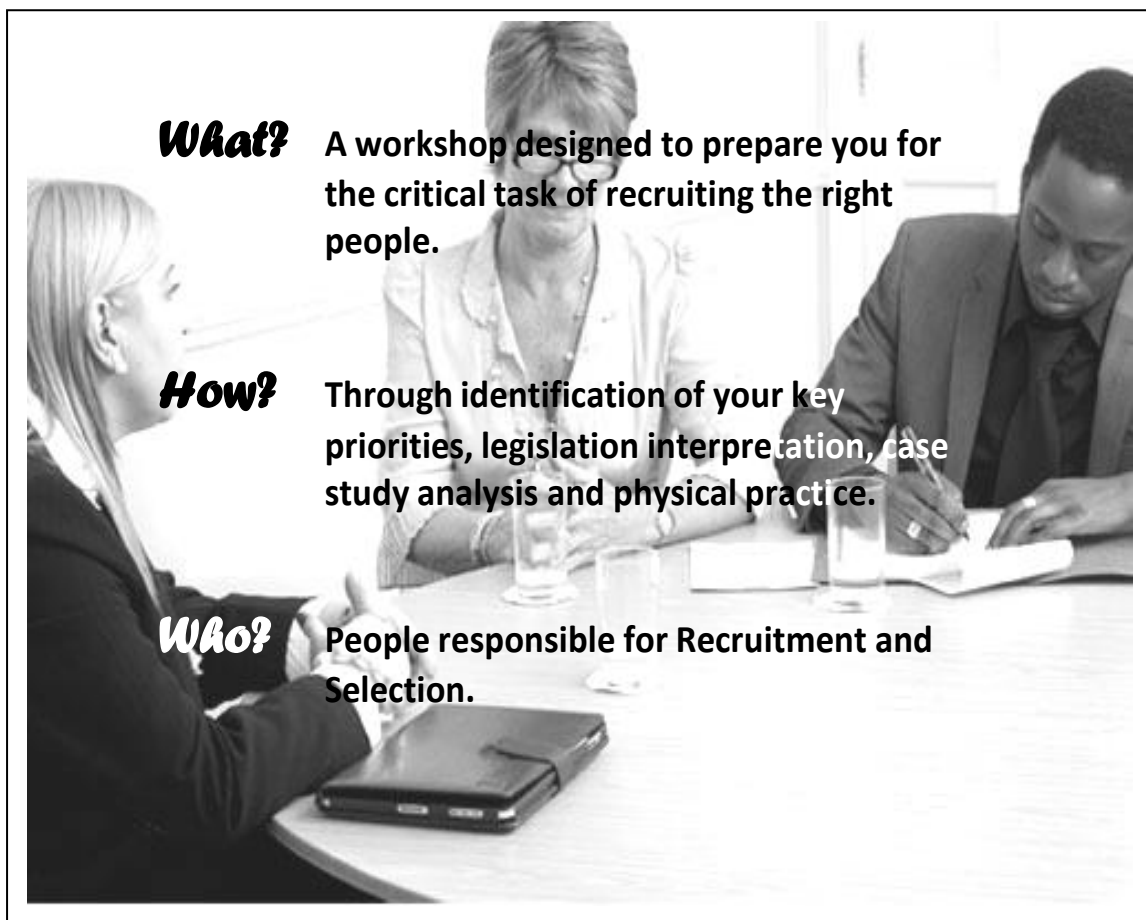 What? A workshop designed to prepare you for
the critical task of recruiting the right
people.
How? Through identification of your key
priorities, legislation interpretation, case
study analysis and physical practice.
Who? People responsible for Recruitment and
Selection.